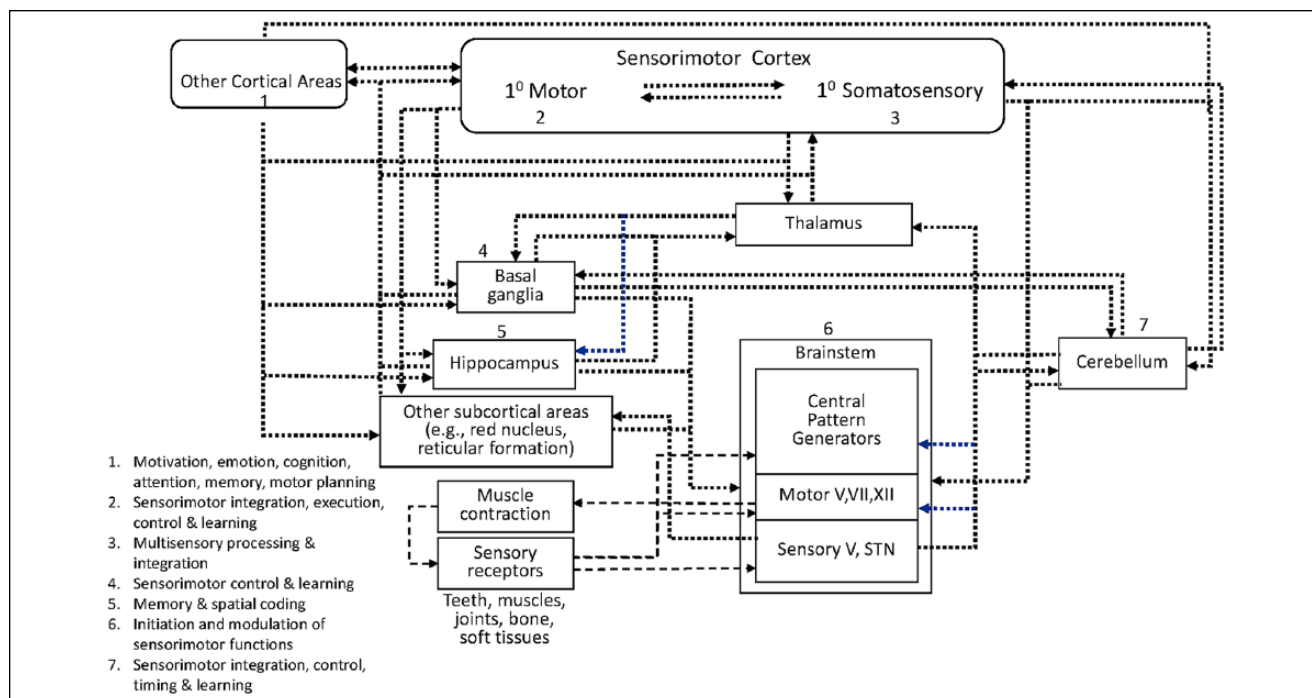 Other Cortical Areas
1
Sensorimotor Cortex
1⁰ Motor
2
1⁰ Somatosensory
3
Thalamus
4
Basal
ganglia
5
Hippocampus
Other subcortical areas
(e.g., red nucleus,
reticular formation)
6
Brainstem
Central
Pattern
Generators
Motor V,VII,XII
Sensory V, STN
7
Cerebellum
Muscle
contraction
Sensory
receptors
Teeth, muscles,
joints, bone,
soft tissues
1. Motivation, emotion, cognition,
attention, memory, motor planning
2. Sensorimotor integration, execution,
control & learning
3. Multisensory processing &
integration
4. Sensorimotor control & learning
5. Memory & spatial coding
6. Initiation and modulation of
sensorimotor functions
7. Sensorimotor integration, control,
timing & learning